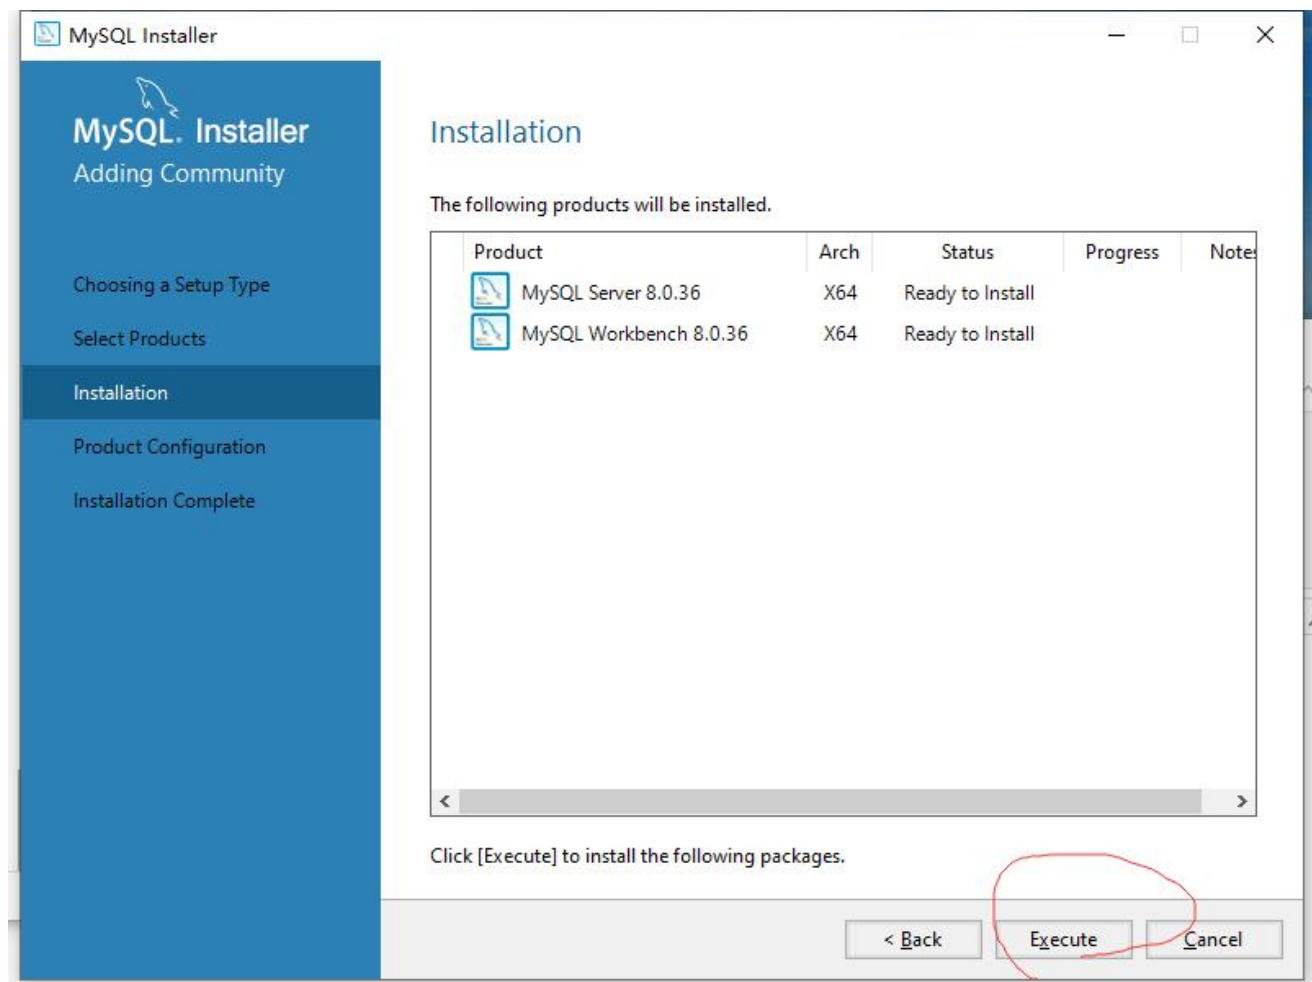 MySQL Installer
MySQL. Installer
Adding Community
Choosing a Setup Type
Select Products
Installation
Product Configuration
Installation Complete
Installation
The following products will be installed.
Product Arch Status Progress Notes
MySQL Server 8.0.36 X64 Ready to Install
MySQL Workbench 8.0.36 X64 Ready to Install
Click [Execute] to install the following packages.
< Back Execute Cancel